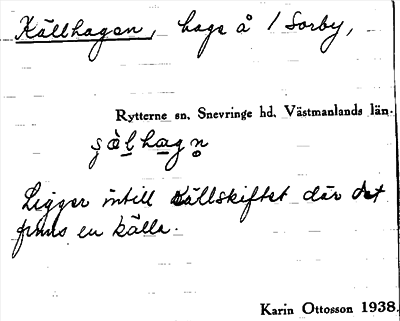 Källhagen, hage å 1 Sorby,
Rytterne sn. Snevringe hd. Västmanlands län.
Ligger intill Källskiftet där det
finns en källa.
Karin Ottosson 1938.